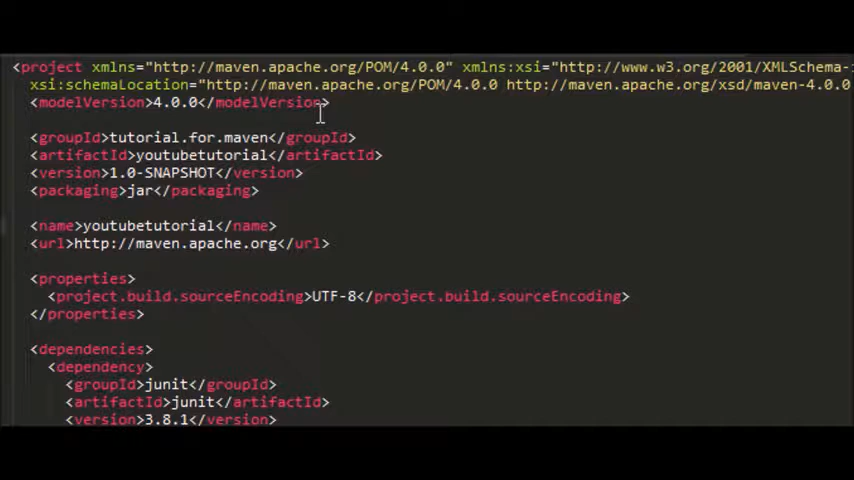 <project xmlns="http://maven.apache.org/POM/4.0.0" xmlns:xsi="http://www.w3.org/2001/XMLSchema-
xsi:schemaLocation="http://maven.apache.org/POM/4.0.0 http://maven.apache.org/xsd/maven-4.0.0
<modelVersion>4.0.0</modelVersion>
<groupId>tutorial.for.maven</groupId>
<artifactId>youtubetutorial</artifactId>
<version>1.0-SNAPSHOT</version>
<packaging>jar</packaging>
<name>youtubetutorial</name>
<url>http://maven.apache.org</url>
<properties>
<project.build.sourceEncoding>UTF-8</project.build.sourceEncoding>
</properties>
<dependencies>
<dependency>
<groupId>junit</groupId>
<artifactId>junit</artifactId>
<version>3.8.1</version>